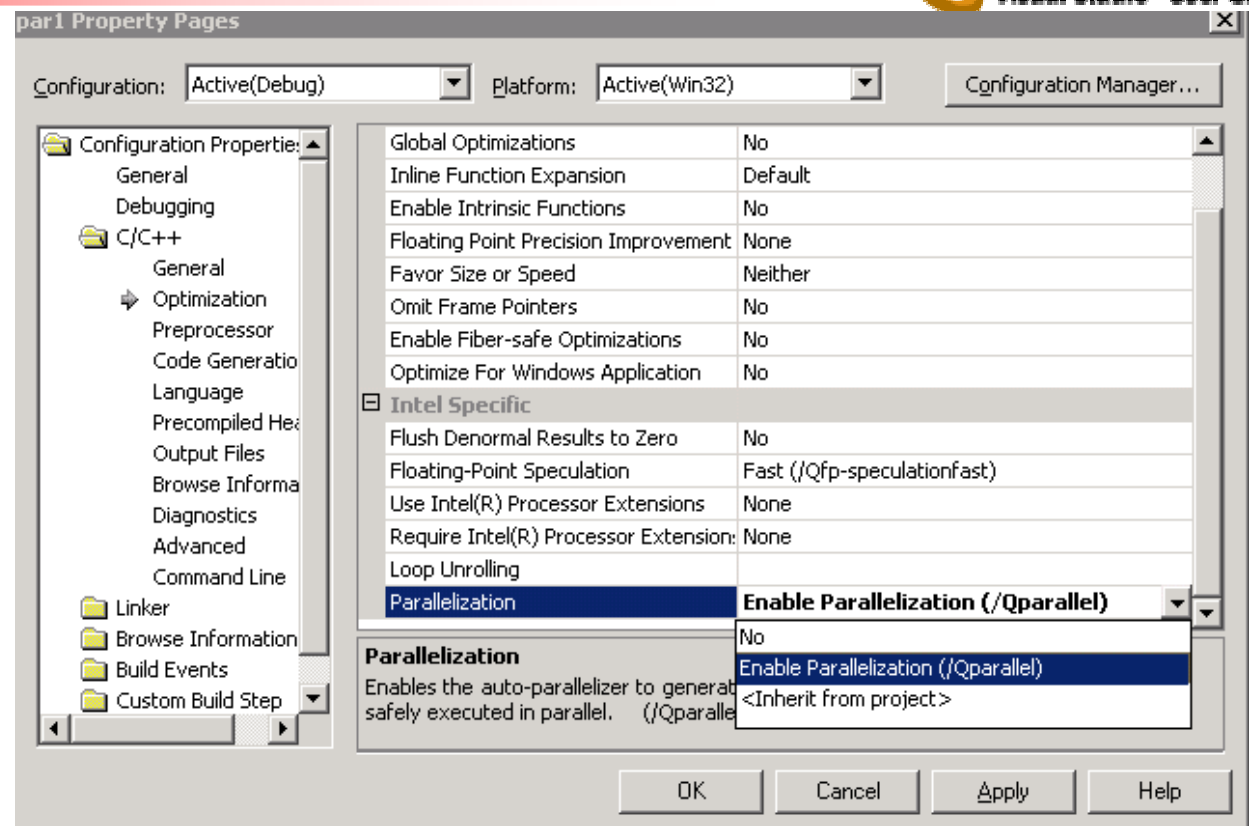 par1 Property Pages
Configuration: Active(Debug) Platform: Active(Win32) Configuration Manager...
Configuration Properties
General
Debugging
C/C++
General
Optimization
Preprocessor
Code Generatio
Language
Precompiled Hea
Output Files
Browse Informa
Diagnostics
Advanced
Command Line
Linker
Browse Information
Build Events
Custom Build Step
Global Optimizations No
Inline Function Expansion Default
Enable Intrinsic Functions No
Floating Point Precision Improvement None
Favor Size or Speed Neither
Omit Frame Pointers No
Enable Fiber-safe Optimizations No
Optimize For Windows Application No
Intel Specific
Flush Denormal Results to Zero No
Floating-Point Speculation Fast (/Qfp-speculationfast)
Use Intel(R) Processor Extensions None
Require Intel(R) Processor Extension: None
Loop Unrolling
Parallelization Enable Parallelization (/Qparallel)
No
Enable Parallelization (/Qparallel)
<Inherit from project>
Parallelization
Enables the auto-parallelizer to generat
safely executed in parallel. (/Qparalle
OK Cancel Apply Help